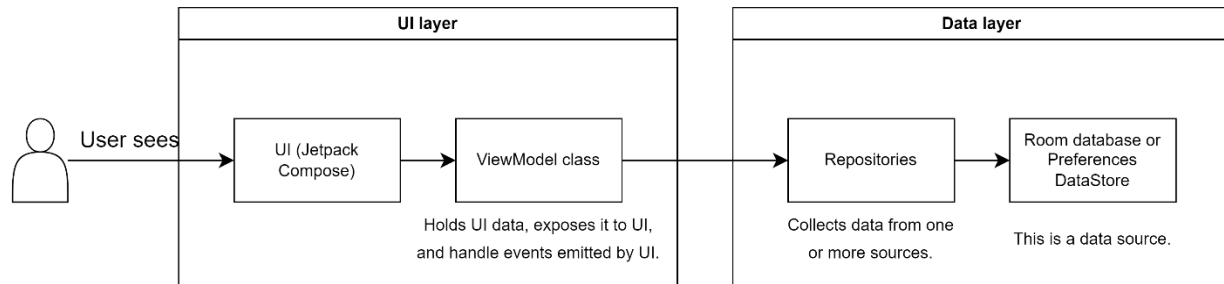 UI layer
Data layer
User sees
UI (Jetpack
Compose)
ViewModel class
Repositories
Room database or
Preferences
DataStore
Holds UI data, exposes it to UI,
and handle events emitted by UI.
Collects data from one
or more sources.
This is a data source.